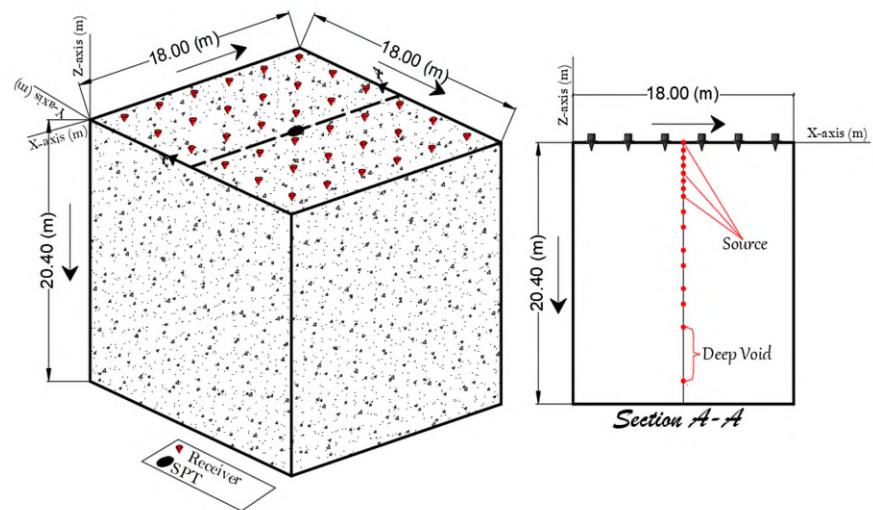 18.00 (m)
18.00 (m)
Z-axis (m)
Y-axis (m)
X-axis (m)
20.40 (m)
Receiver
SPT
Z-axis (m)
18.00 (m)
X-axis (m)
20.40 (m)
Source
Deep Void
Section A-A